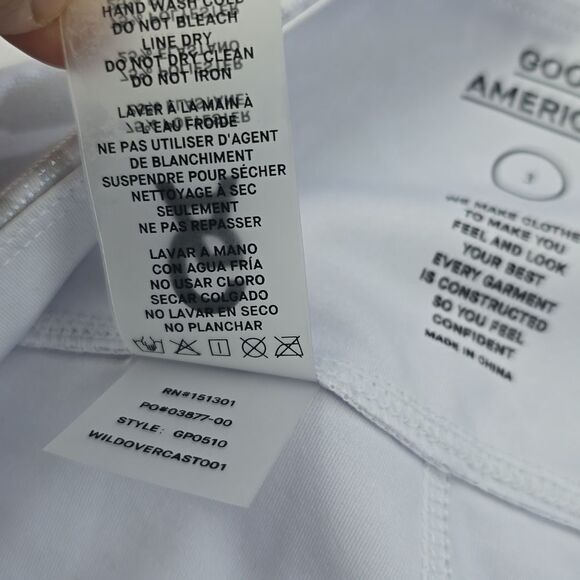 HAND WASH COLD
DO NOT BLEACH
LINE DRY
DO NOT DRY CLEAN
DO NOT IRON
LAVER À LA MAIN À
L'EAU FROIDE
NE PAS UTILISER D'AGENT
DE BLANCHIMENT
SUSPENDRE POUR SÉCHER
NETTOYAGE À SEC
SEULEMENT
NE PAS REPASSER
LAVAR A MANO
CON AGUA FRÍA
NO USAR CLORO
SECAR COLGADO
NO LAVAR EN SECO
NO PLANCHAR
RN#151301
PO#03877-00
STYLE: GP0510
WILDOVERCAST001
GOO
AMERIC
3
WE MAKE CLOTHE
TO MAKE YOU
FEEL AND LOOK
YOUR BEST
EVERY GARMENT
IS CONSTRUCTED
SO YOU FEEL
CONFIDENT.
MADE IN CHINA